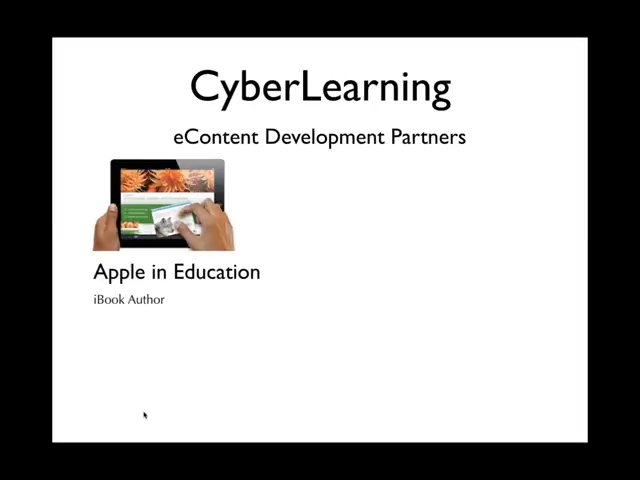 CyberLearning
eContent Development Partners
Apple in Education
iBook Author